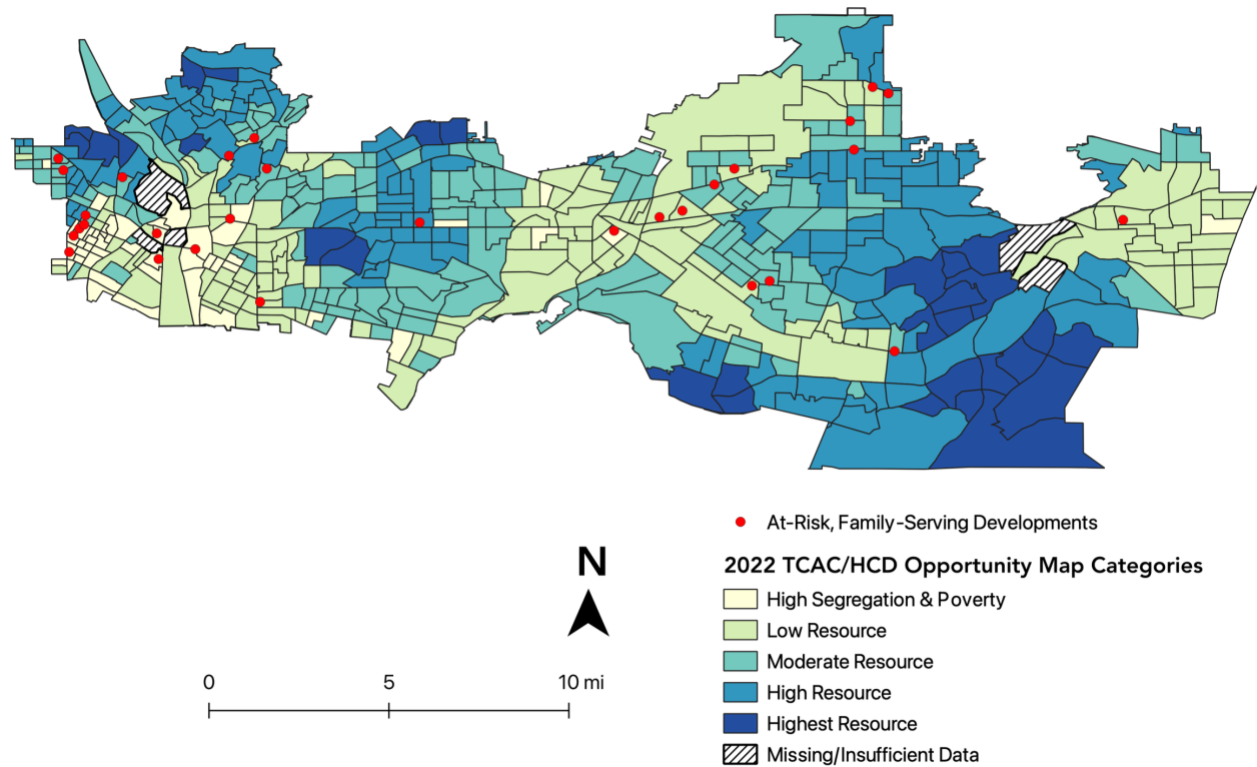 At-Risk, Family-Serving Developments
N
2022 TCAC/HCD Opportunity Map Categories
High Segregation & Poverty
Low Resource
Moderate Resource
0 5 10 mi
High Resource
Highest Resource
Missing/Insufficient Data